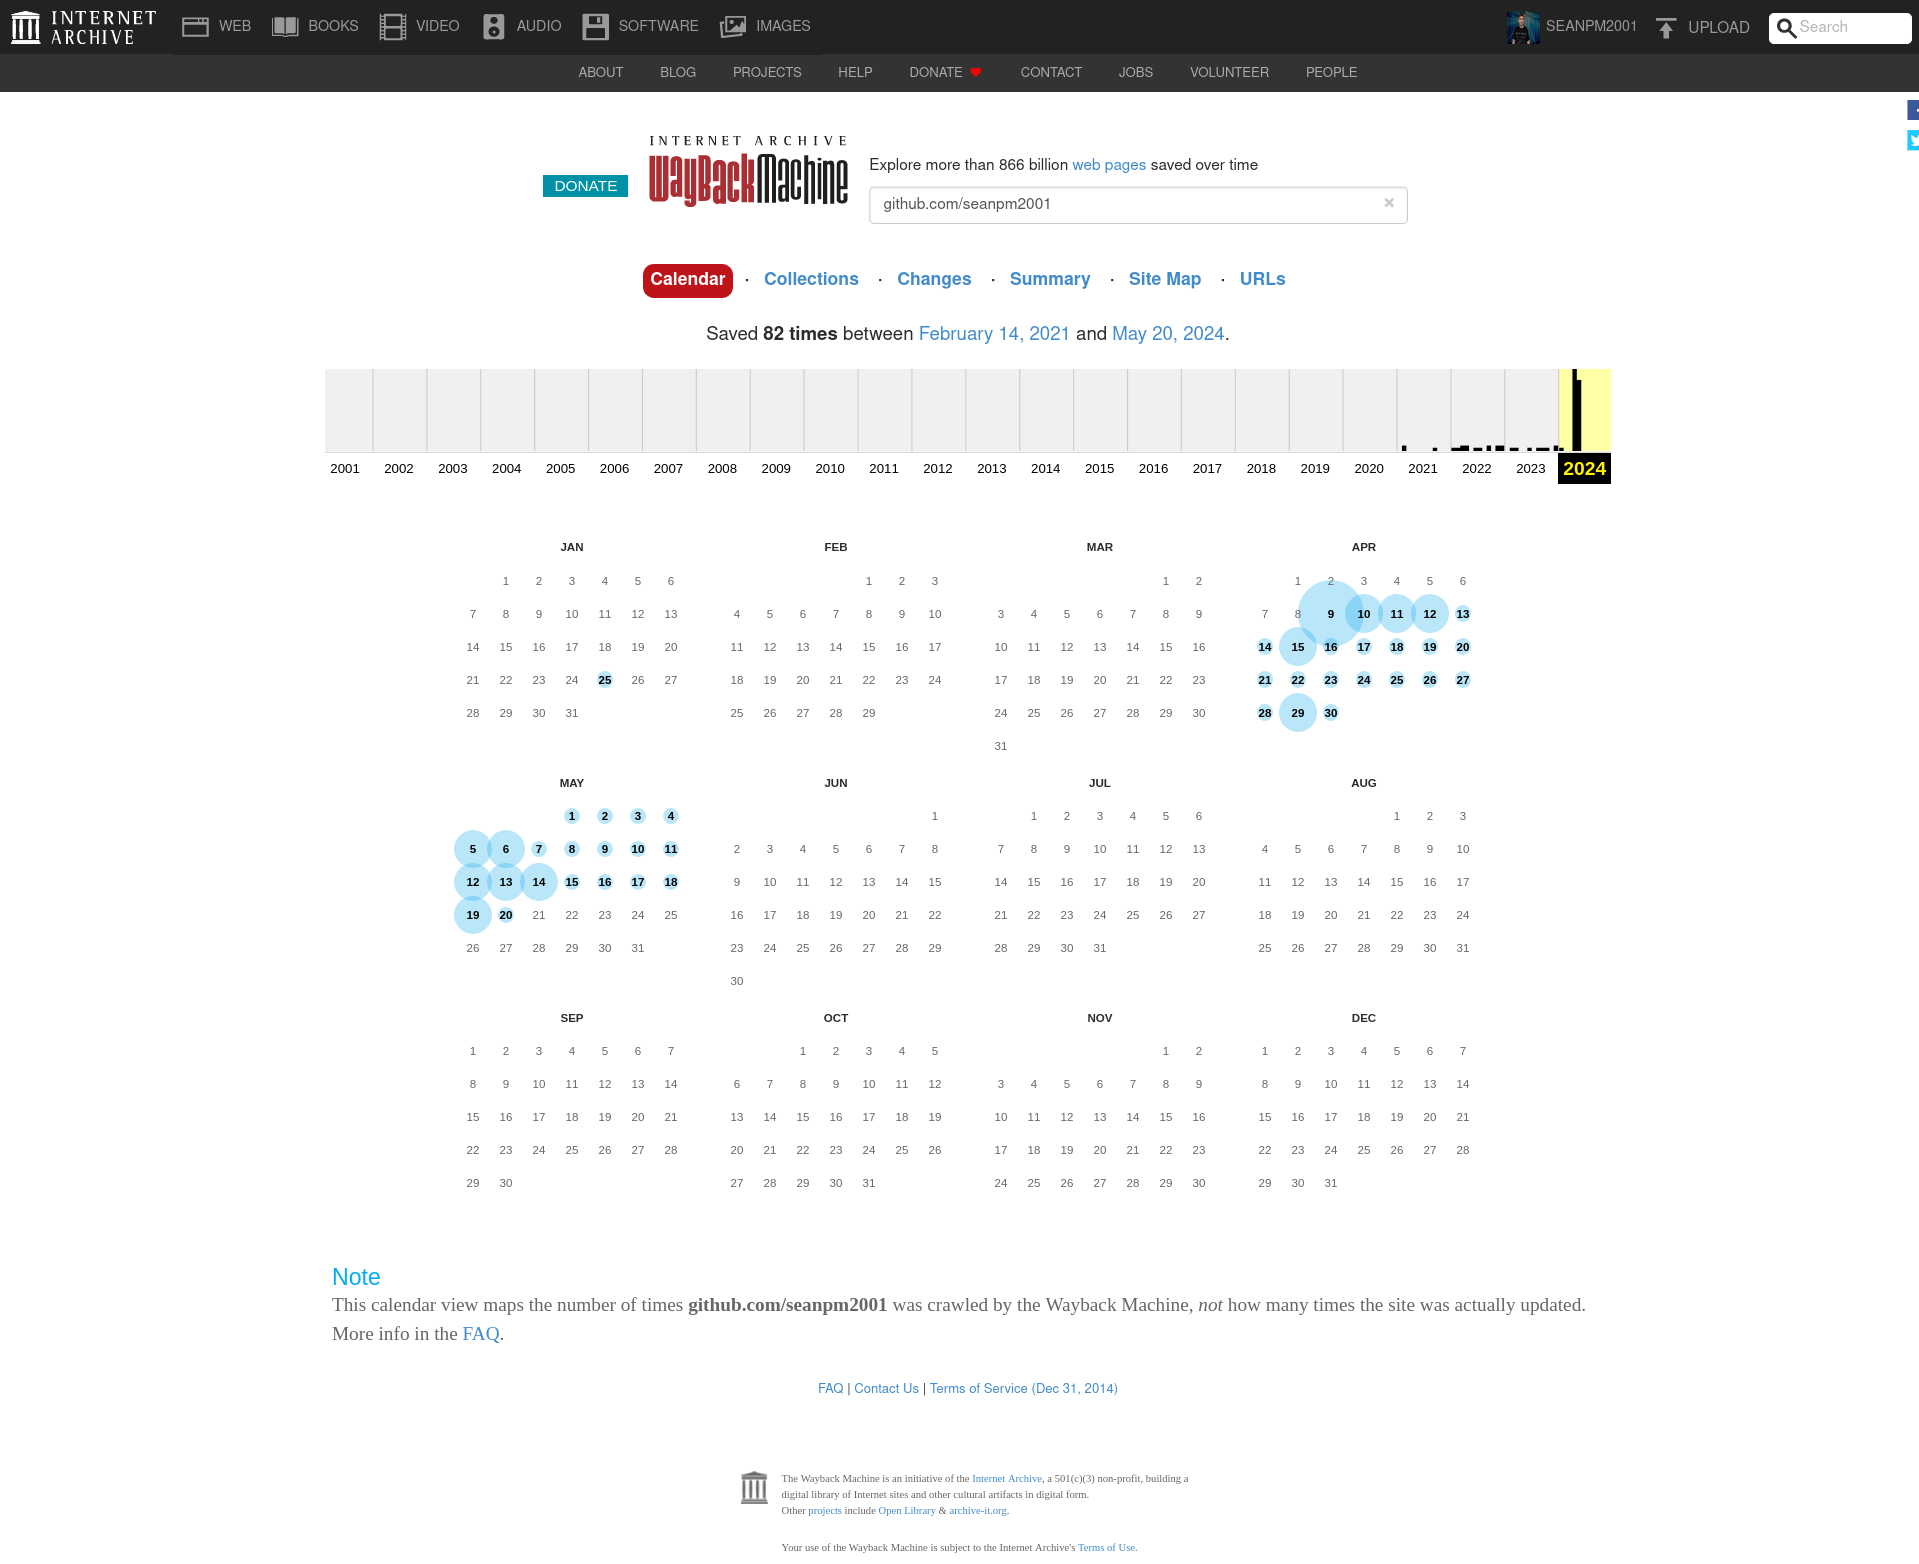 INTERNET ARCHIVE
WEB BOOKS VIDEO AUDIO SOFTWARE IMAGES SEANPM2001 UPLOAD Search
ABOUT BLOG PROJECTS HELP DONATE CONTACT JOBS VOLUNTEER PEOPLE
INTERNET ARCHIVE
WayBackMachine
DONATE
Explore more than 866 billion web pages saved over time
github.com/seanpm2001 ×
Calendar · Collections · Changes · Summary · Site Map · URLs
Saved 82 times between February 14, 2021 and May 20, 2024.
2001 2002 2003 2004 2005 2006 2007 2008 2009 2010 2011 2012 2013 2014 2015 2016 2017 2018 2019 2020 2021 2022 2023 2024
JAN
1 2 3 4 5 6
7 8 9 10 11 12 13
14 15 16 17 18 19 20
21 22 23 24 25 26 27
28 29 30 31
FEB
1 2 3
4 5 6 7 8 9 10
11 12 13 14 15 16 17
18 19 20 21 22 23 24
25 26 27 28 29
MAR
1 2
3 4 5 6 7 8 9
10 11 12 13 14 15 16
17 18 19 20 21 22 23
24 25 26 27 28 29 30
31
APR
1 2 3 4 5 6
7 8 9 10 11 12 13
14 15 16 17 18 19 20
21 22 23 24 25 26 27
28 29 30
MAY
1 2 3 4
5 6 7 8 9 10 11
12 13 14 15 16 17 18
19 20 21 22 23 24 25
26 27 28 29 30 31
JUN
1
2 3 4 5 6 7 8
9 10 11 12 13 14 15
16 17 18 19 20 21 22
23 24 25 26 27 28 29
30
JUL
1 2 3 4 5 6
7 8 9 10 11 12 13
14 15 16 17 18 19 20
21 22 23 24 25 26 27
28 29 30 31
AUG
1 2 3
4 5 6 7 8 9 10
11 12 13 14 15 16 17
18 19 20 21 22 23 24
25 26 27 28 29 30 31
SEP
1 2 3 4 5 6 7
8 9 10 11 12 13 14
15 16 17 18 19 20 21
22 23 24 25 26 27 28
29 30
OCT
1 2 3 4 5
6 7 8 9 10 11 12
13 14 15 16 17 18 19
20 21 22 23 24 25 26
27 28 29 30 31
NOV
1 2
3 4 5 6 7 8 9
10 11 12 13 14 15 16
17 18 19 20 21 22 23
24 25 26 27 28 29 30
DEC
1 2 3 4 5 6 7
8 9 10 11 12 13 14
15 16 17 18 19 20 21
22 23 24 25 26 27 28
29 30 31
Note
This calendar view maps the number of times github.com/seanpm2001 was crawled by the Wayback Machine, not how many times the site was actually updated.
More info in the FAQ.
FAQ | Contact Us | Terms of Service (Dec 31, 2014)
The Wayback Machine is an initiative of the Internet Archive, a 501(c)(3) non-profit, building a
digital library of Internet sites and other cultural artifacts in digital form.
Other projects include Open Library & archive-it.org.
Your use of the Wayback Machine is subject to the Internet Archive's Terms of Use.